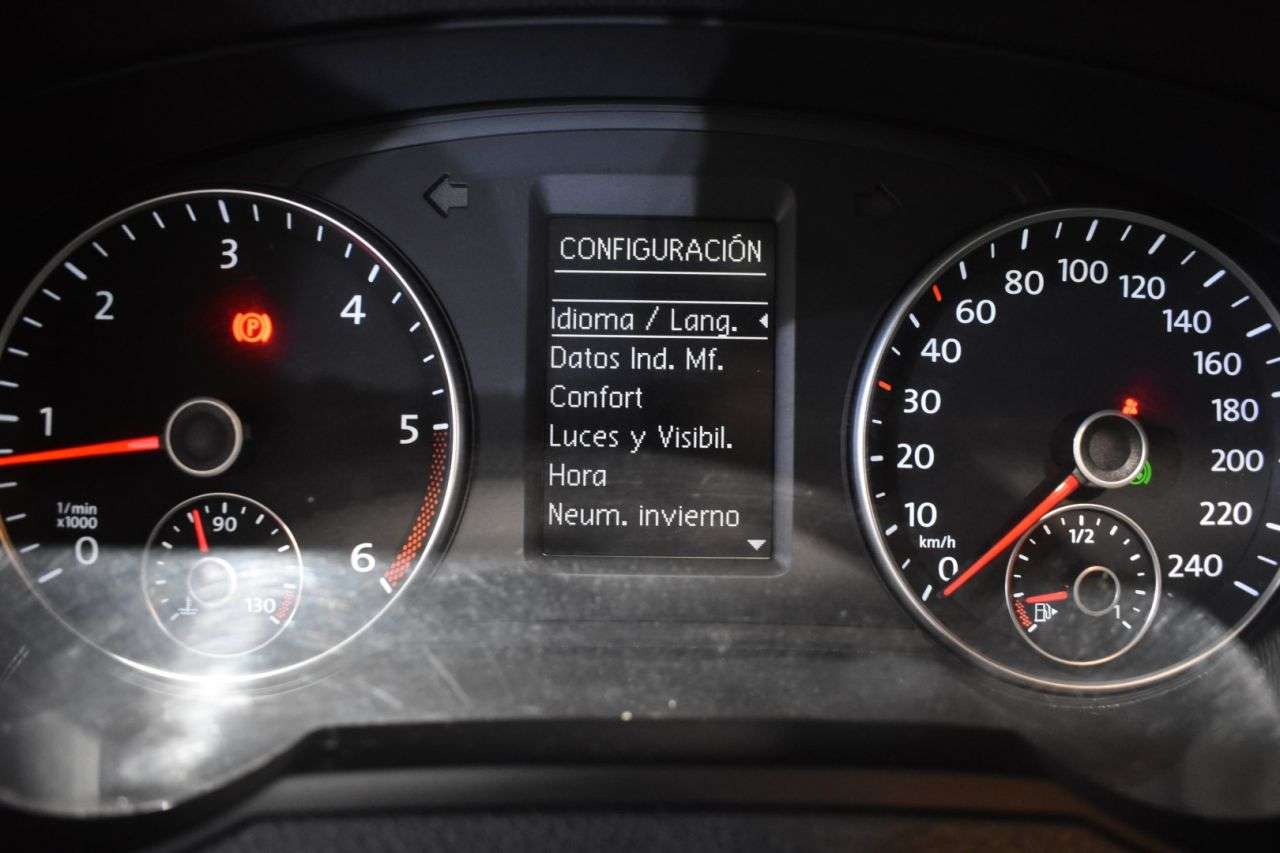 CONFIGURACIÓN
Idioma / Lang.
Datos Ind. Mf.
Confort
Luces y Visibil.
Hora
Neum. invierno
0
1
2
3
4
5
6
1/min
x1000
P
90
130
0
10
20
30
40
60
80
100
120
140
160
180
200
220
240
km/h
1/2
1